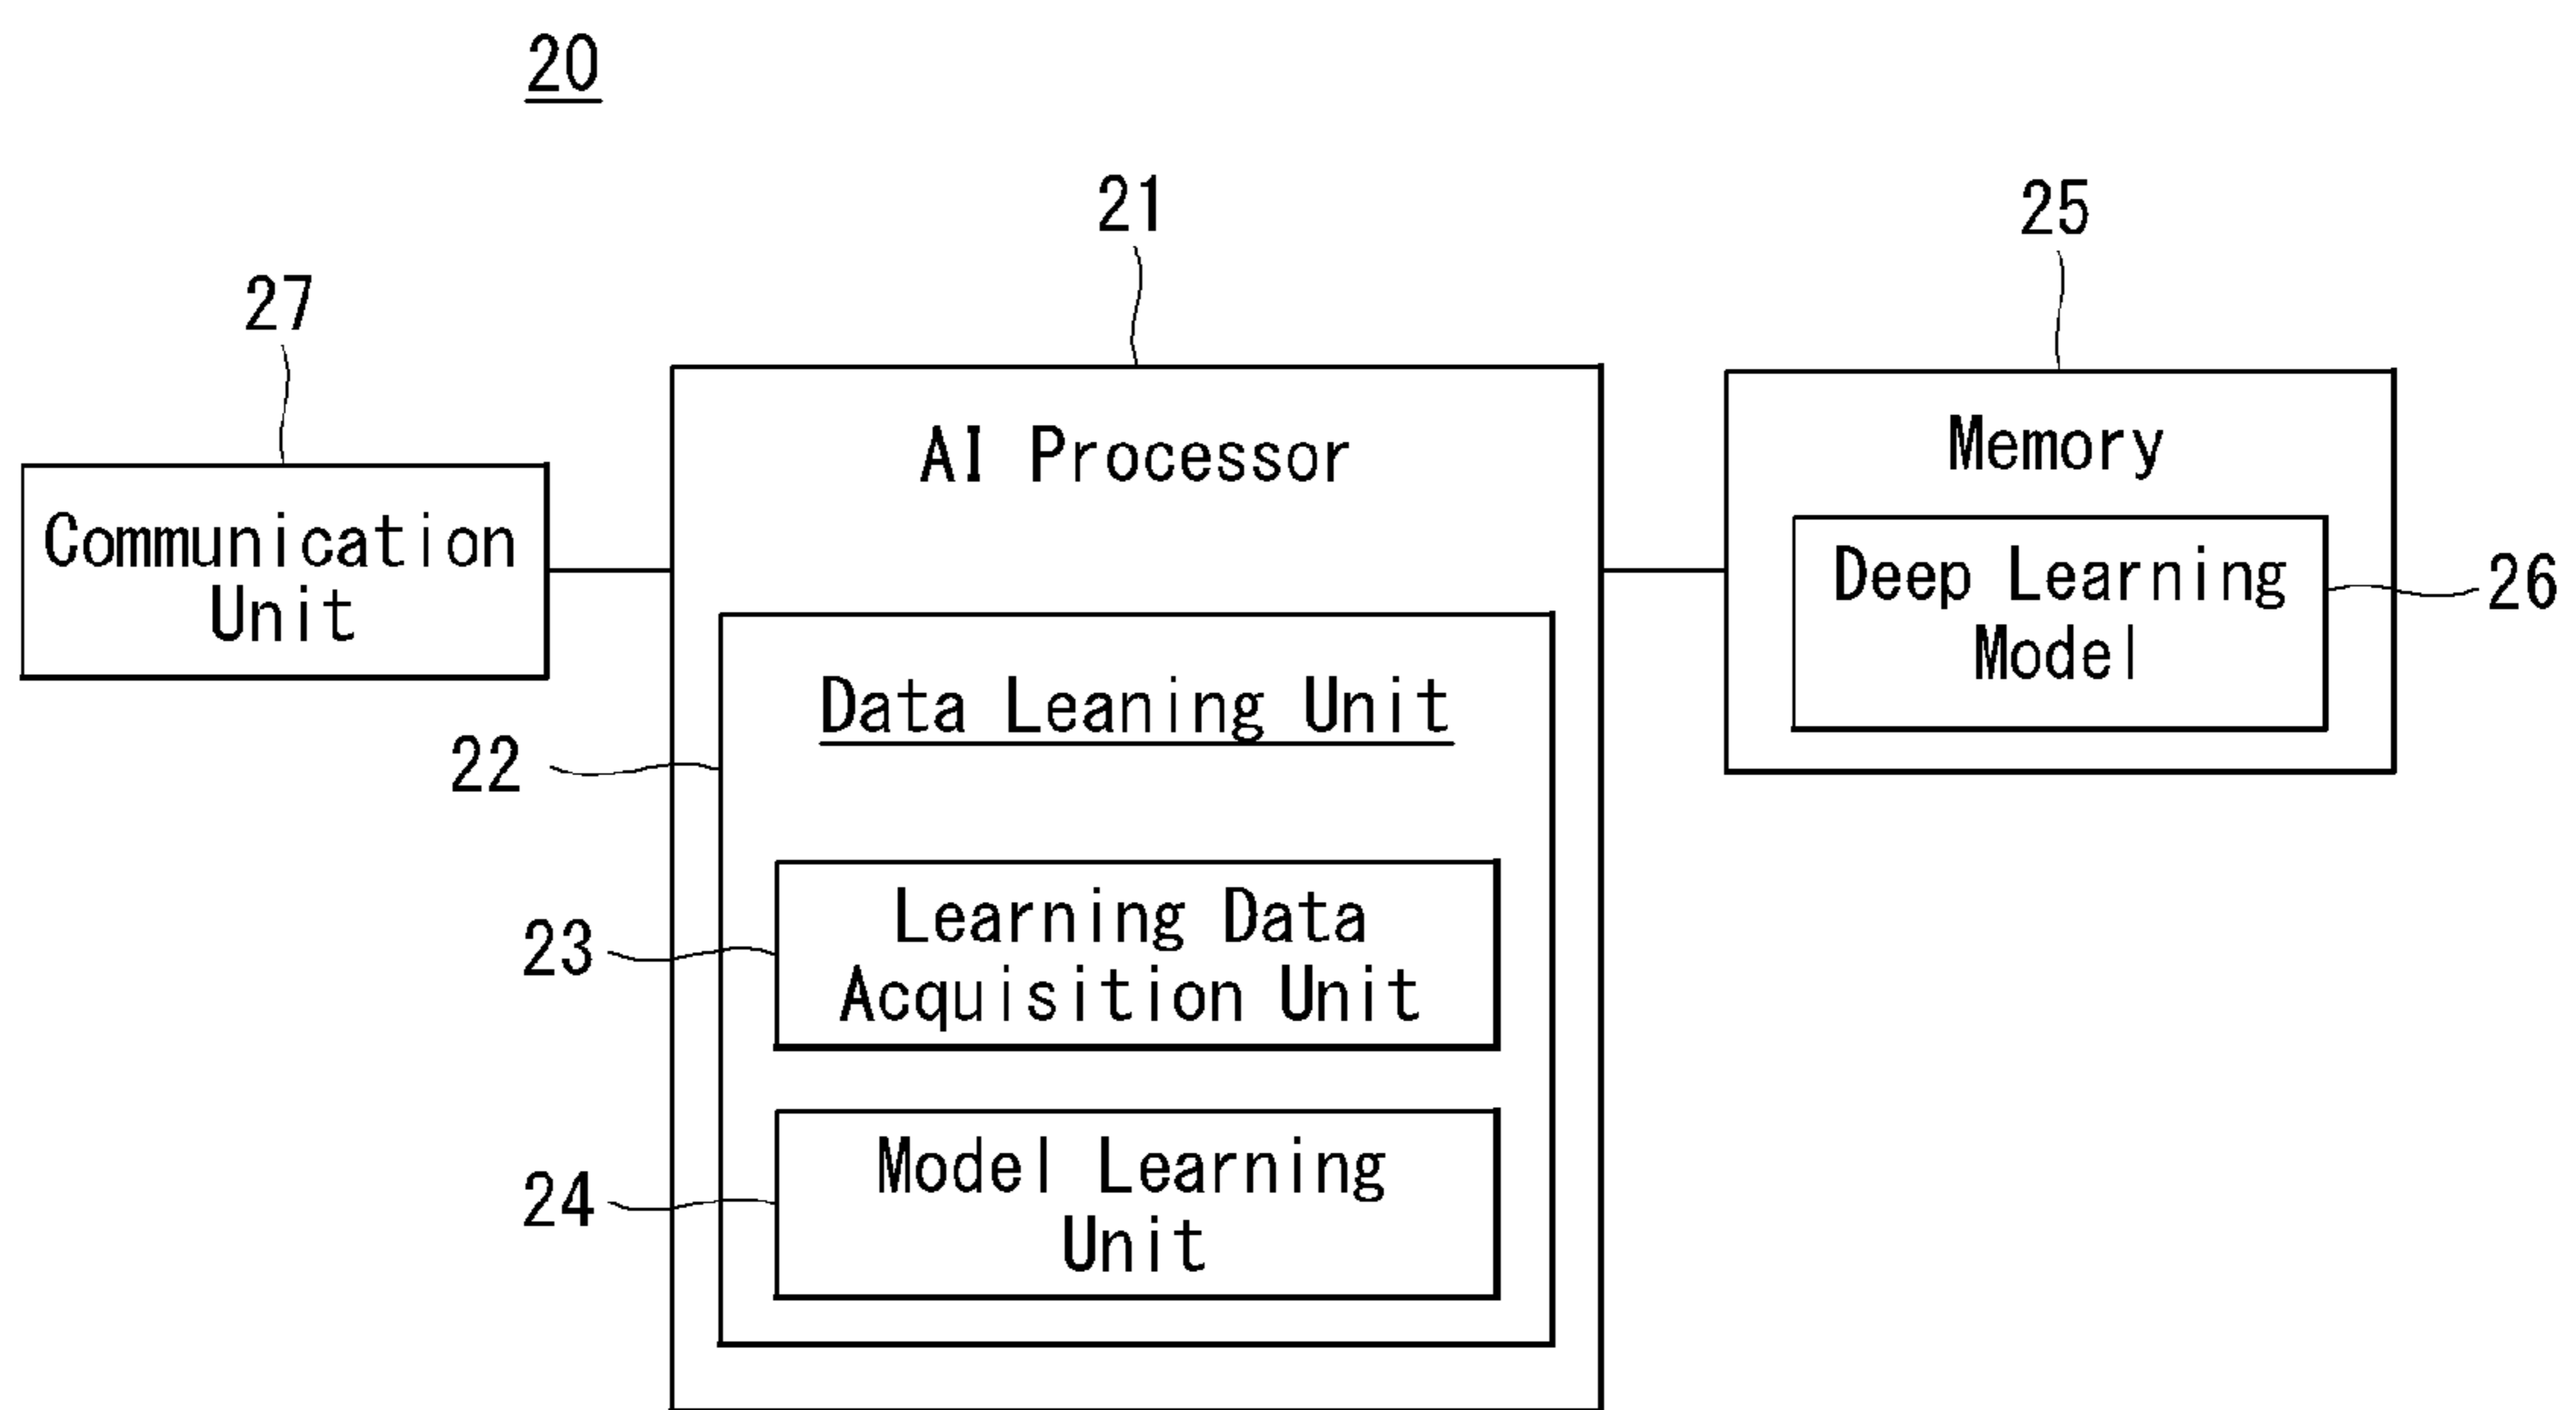 20
21
25
27
AI Processor
Memory
Communication
Unit
Deep Learning
Model
26
Data Leaning Unit
22
Learning Data
Acquisition Unit
23
Model Learning
Unit
24